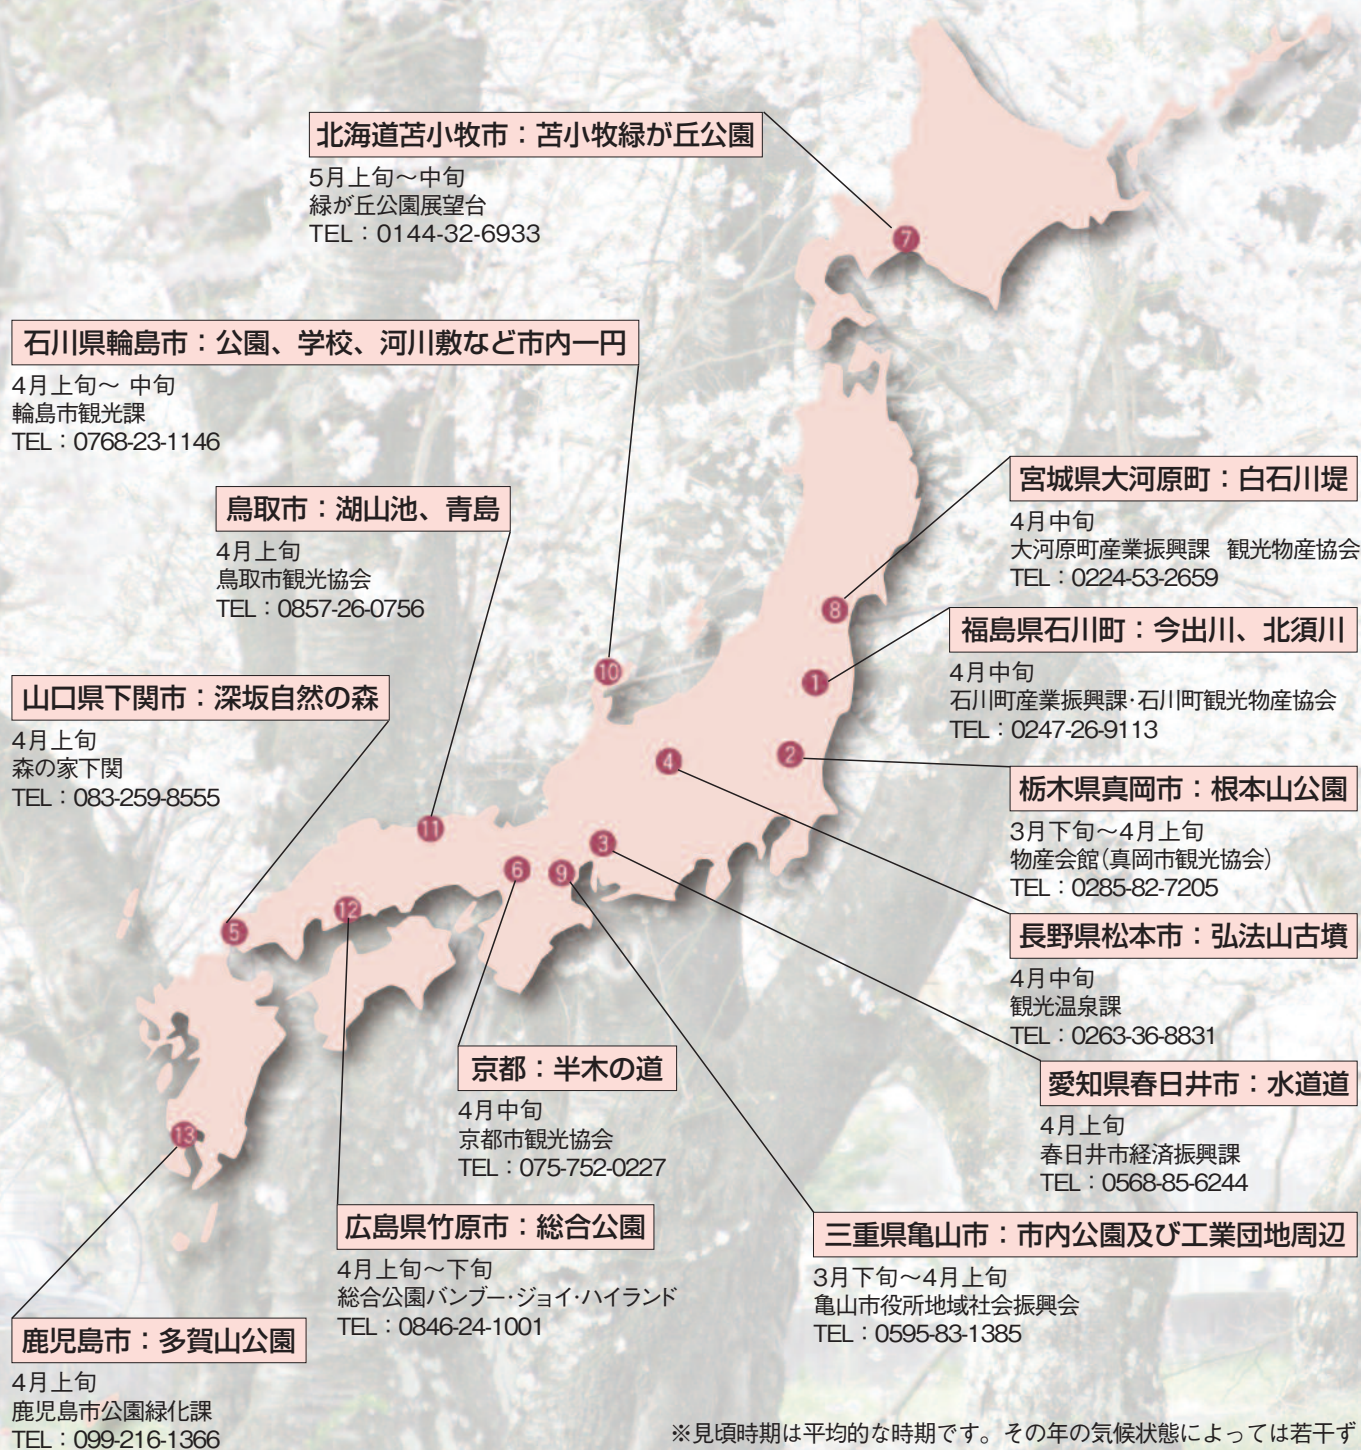 北海道苫小牧市：苫小牧緑が丘公園
5月上旬〜中旬
緑が丘公園展望台
TEL：0144-32-6933
7
石川県輪島市：公園、学校、河川敷など市内一円
4月上旬〜 中旬
輪島市観光課
TEL：0768-23-1146
宮城県大河原町：白石川堤
4月中旬
大河原町産業振興課 観光物産協会
TEL：0224-53-2659
鳥取市：湖山池、青島
4月上旬
鳥取市観光協会
TEL：0857-26-0756
8
福島県石川町：今出川、北須川
4月中旬
石川町産業振興課・石川町観光物産協会
TEL：0247-26-9113
10
1
山口県下関市：深坂自然の森
4月上旬
森の家下関
TEL：083-259-8555
2
4
栃木県真岡市：根本山公園
3月下旬〜4月上旬
物産会館（真岡市観光協会）
TEL：0285-82-7205
11
3
6
9
12
5
長野県松本市：弘法山古墳
4月中旬
観光温泉課
TEL：0263-36-8831
京都：半木の道
4月中旬
京都市観光協会
TEL：075-752-0227
愛知県春日井市：水道道
4月上旬
春日井市経済振興課
TEL：0568-85-6244
13
広島県竹原市：総合公園
4月上旬〜下旬
総合公園バンブー・ジョイ・ハイランド
TEL：0846-24-1001
三重県亀山市：市内公園及び工業団地周辺
3月下旬〜4月上旬
亀山市役所地域社会振興会
TEL：0595-83-1385
鹿児島市：多賀山公園
4月上旬
鹿児島市公園緑化課
TEL：099-216-1366
※見頃時期は平均的な時期です。その年の気候状態によっては若干ず